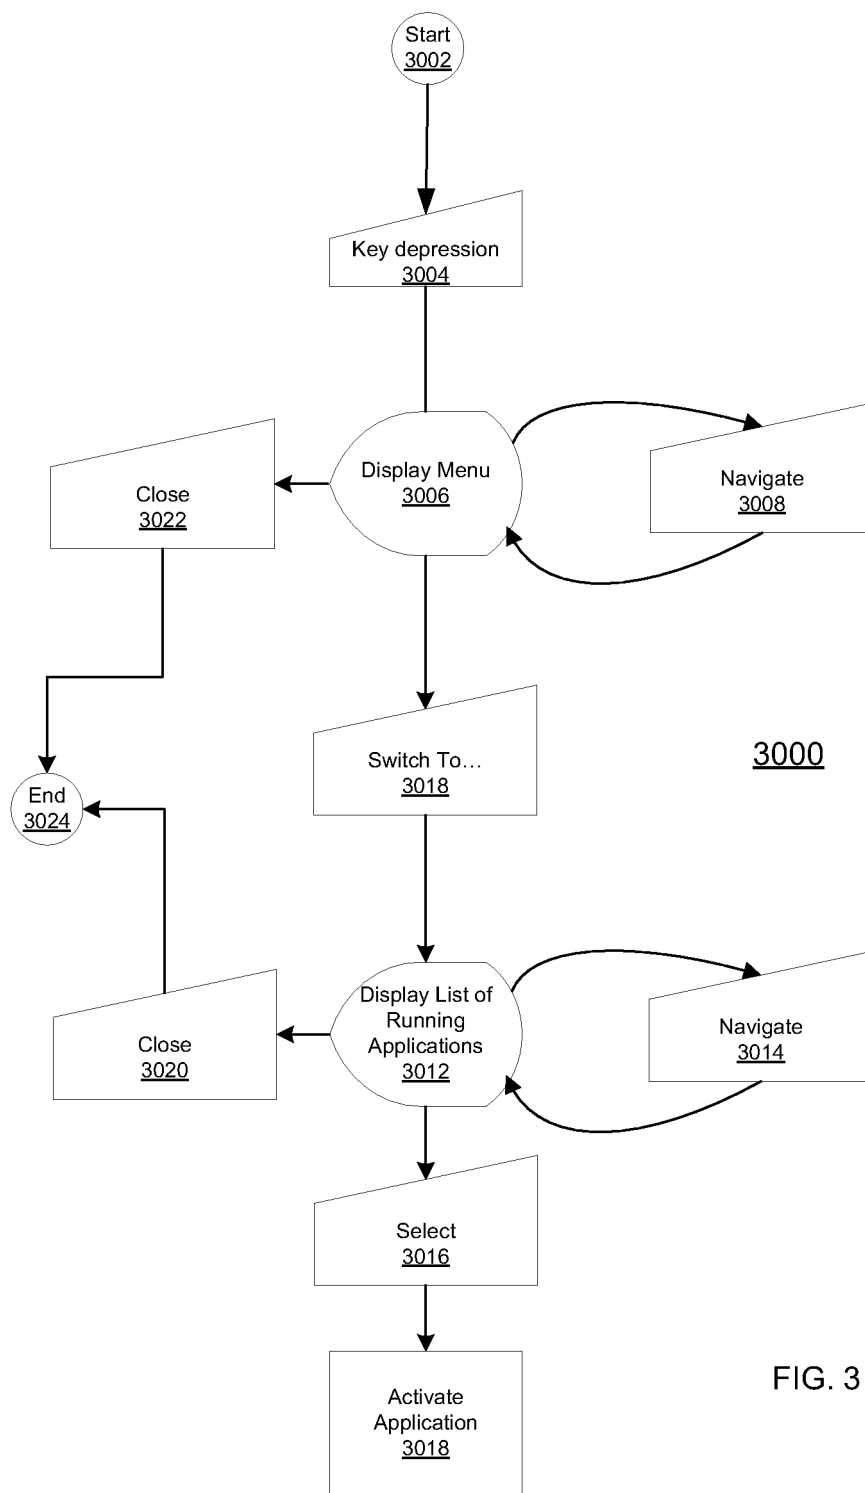 Start
3002
Key depression
3004
Display Menu
3006
Navigate
3008
Close
3022
Switch To…
3018
3000
End
3024
Display List of
Running
Applications
3012
Navigate
3014
Close
3020
Select
3016
Activate
Application
3018
FIG. 3